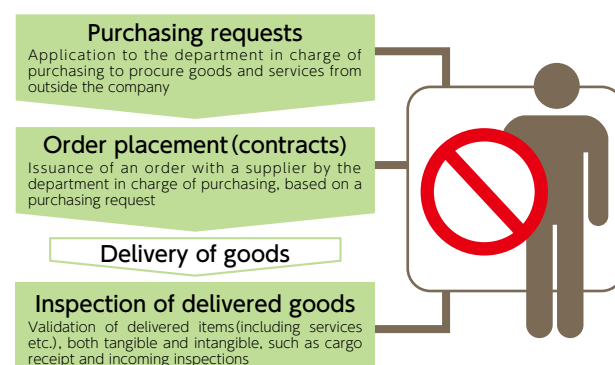 Purchasing requests
Application to the department in charge of
purchasing to procure goods and services from
outside the company
Order placement (contracts)
Issuance of an order with a supplier by the
department in charge of purchasing, based on a
purchasing request
Delivery of goods
Inspection of delivered goods
Validation of delivered items (including services
etc.), both tangible and intangible, such as cargo
receipt and incoming inspections